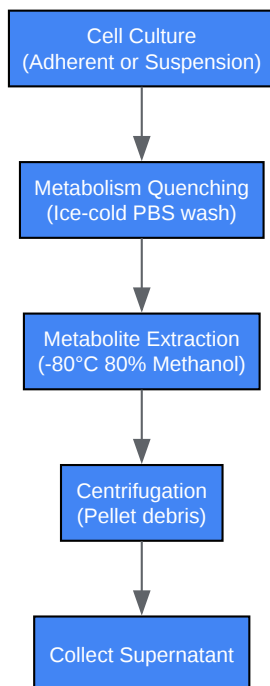 Cell Culture
(Adherent or Suspension)
Metabolism Quenching
(Ice-cold PBS wash)
Metabolite Extraction
(-80°C 80% Methanol)
Centrifugation
(Pellet debris)
Collect Supernatant